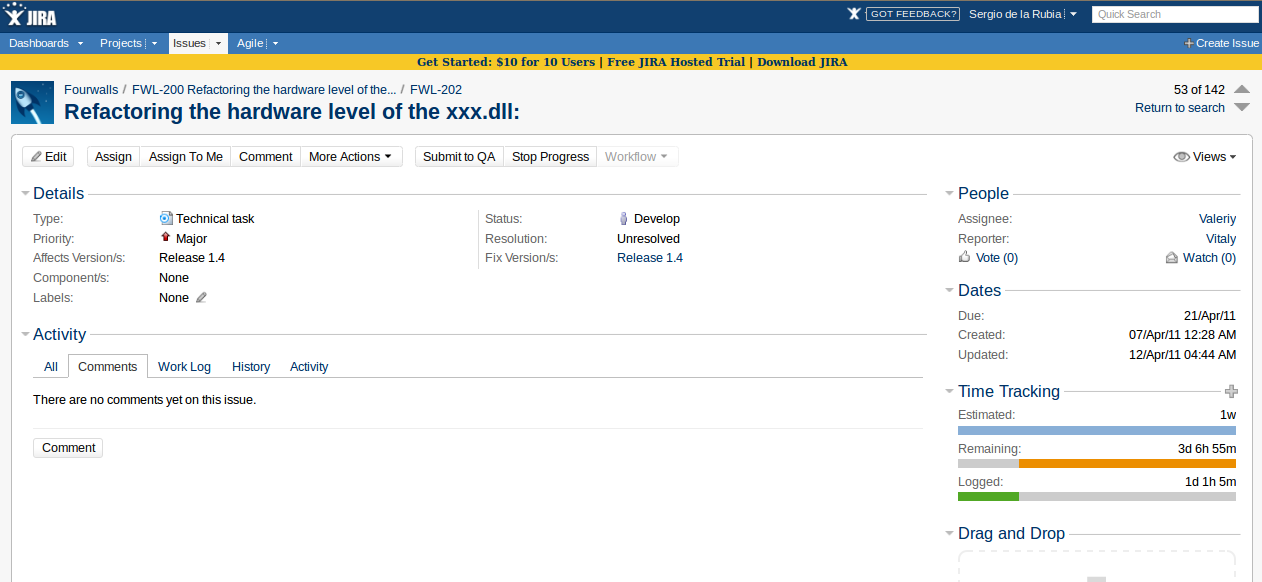 JIRA
GOT FEEDBACK? Sergio de la Rubia Quick Search
Dashboards Projects Issues Agile Create Issue
Get Started: $10 for 10 Users | Free JIRA Hosted Trial | Download JIRA
Fourwalls / FWL-200 Refactoring the hardware level of the... / FWL-202
53 of 142
Refactoring the hardware level of the xxx.dll:
Return to search
Edit Assign Assign To Me Comment More Actions Submit to QA Stop Progress Workflow Views
Details
Type: Technical task Status: Develop
Priority: Major Resolution: Unresolved
Affects Version/s: Release 1.4 Fix Version/s: Release 1.4
Component/s: None
Labels: None
Activity
All Comments Work Log History Activity
There are no comments yet on this issue.
Comment
People
Assignee: Valeriy
Reporter: Vitaly
Vote (0) Watch (0)
Dates
Due: 21/Apr/11
Created: 07/Apr/11 12:28 AM
Updated: 12/Apr/11 04:44 AM
Time Tracking
Estimated: 1w
Remaining: 3d 6h 55m
Logged: 1d 1h 5m
Drag and Drop